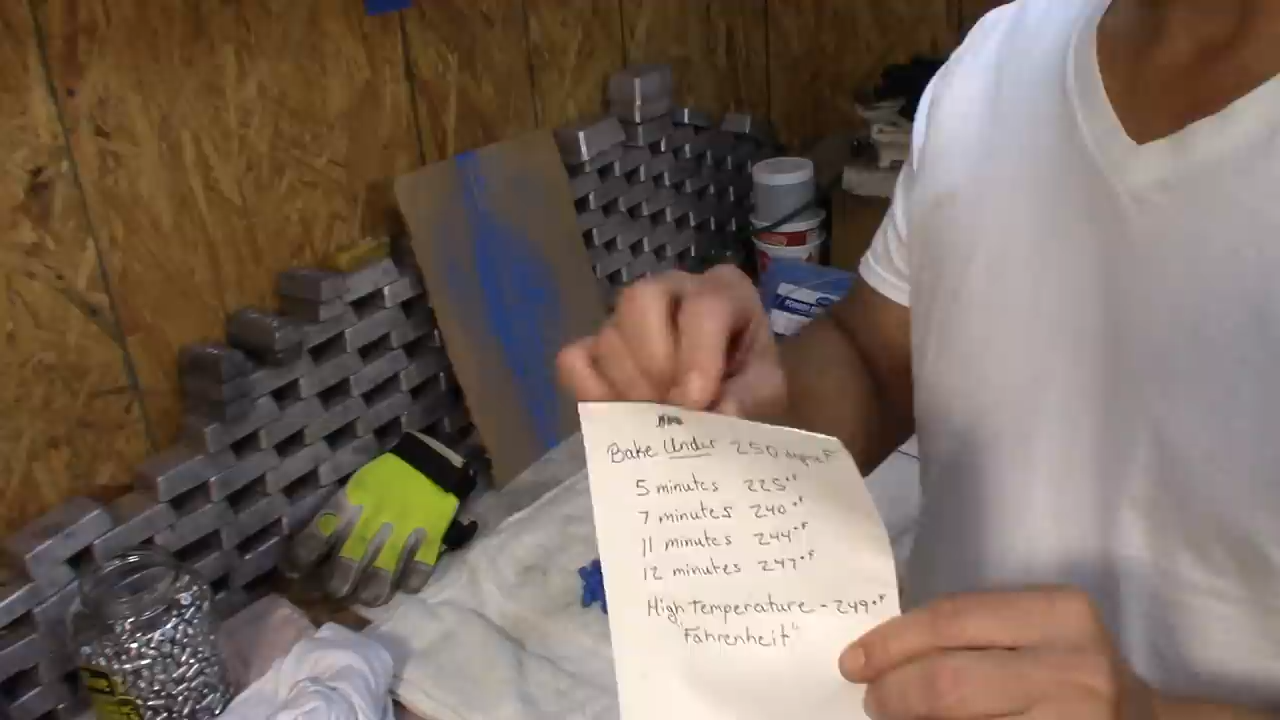 Bake Under 250 degree F
5 minutes 225°F
7 minutes 240°F
11 minutes 244°F
12 minutes 247°F
High Temperature - 249°F
"Fahrenheit"